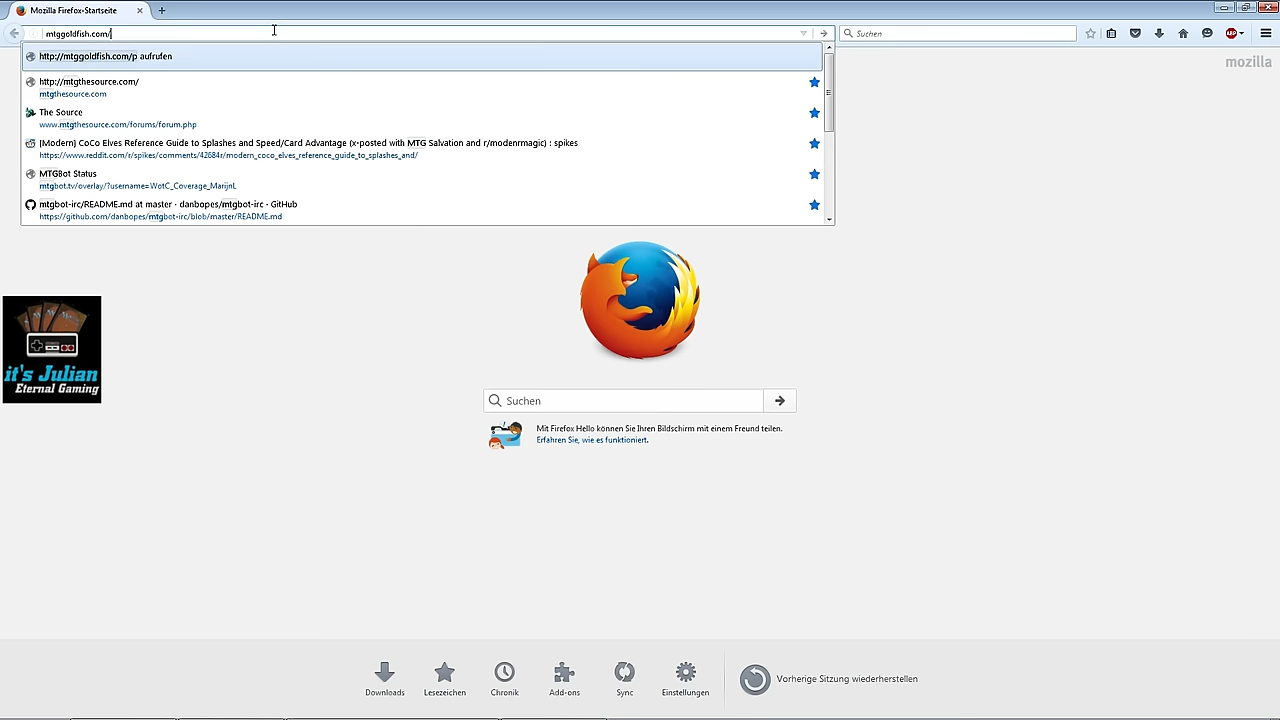 Mozilla Firefox-Startseite
mtggoldfish.com/
Suchen
http://mtggoldfish.com/p aufrufen
mozilla
http://mtgthesource.com/
mtgthesource.com
The Source
www.mtgthesource.com/forums/forum.php
[Modern] CoCo Elves Reference Guide to Splashes and Speed/Card Advantage (x-posted with MTG Salvation and r/modenrmagic) : spikes
https://www.reddit.com/r/spikes/comments/42684r/modern_coco_elves_reference_guide_to_splashes_and/
MTGBot Status
mtgbot.tv/overlay/?username=WotC_Coverage_MarijnL
mtgbot-irc/README.md at master · danbopes/mtgbot-irc · GitHub
https://github.com/danbopes/mtgbot-irc/blob/master/README.md
it's Julian
Eternal Gaming
Suchen
Mit Firefox Hello können Sie Ihren Bildschirm mit einem Freund teilen.
Erfahren Sie, wie es funktioniert.
Downloads
Lesezeichen
Chronik
Add-ons
Sync
Einstellungen
Vorherige Sitzung wiederherstellen